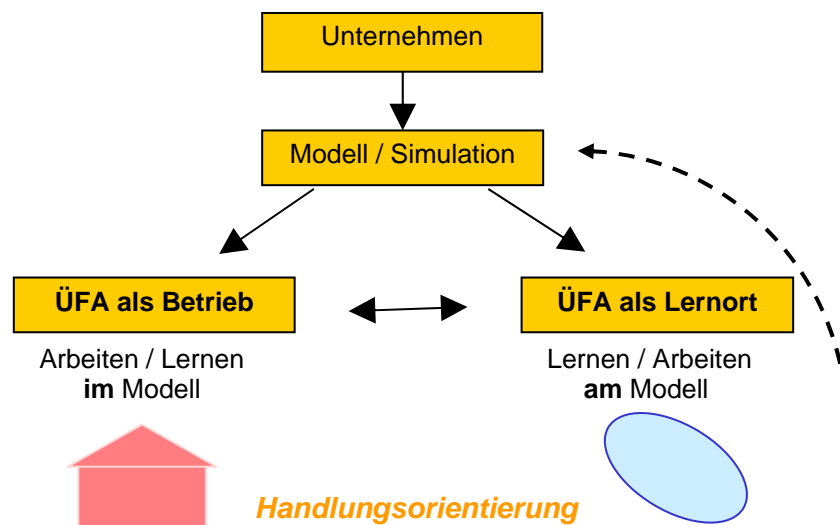 Unternehmen
Modell / Simulation
ÜFA als Betrieb
ÜFA als Lernort
Arbeiten / Lernen
im Modell
Lernen / Arbeiten
am Modell
Handlungsorientierung